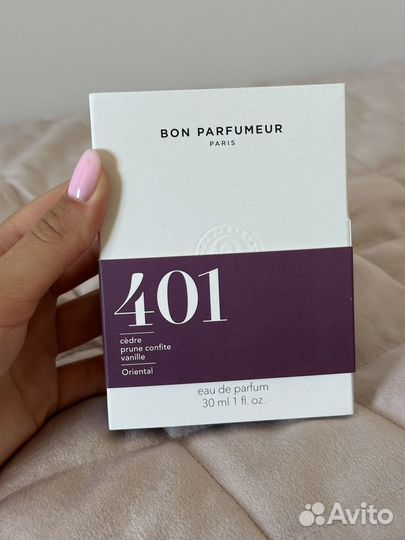 BON PARFUMEUR
PARIS
401
cèdre
prune confite
vanille
Oriental
eau de parfum
30 ml 1 fl. oz.
Avito